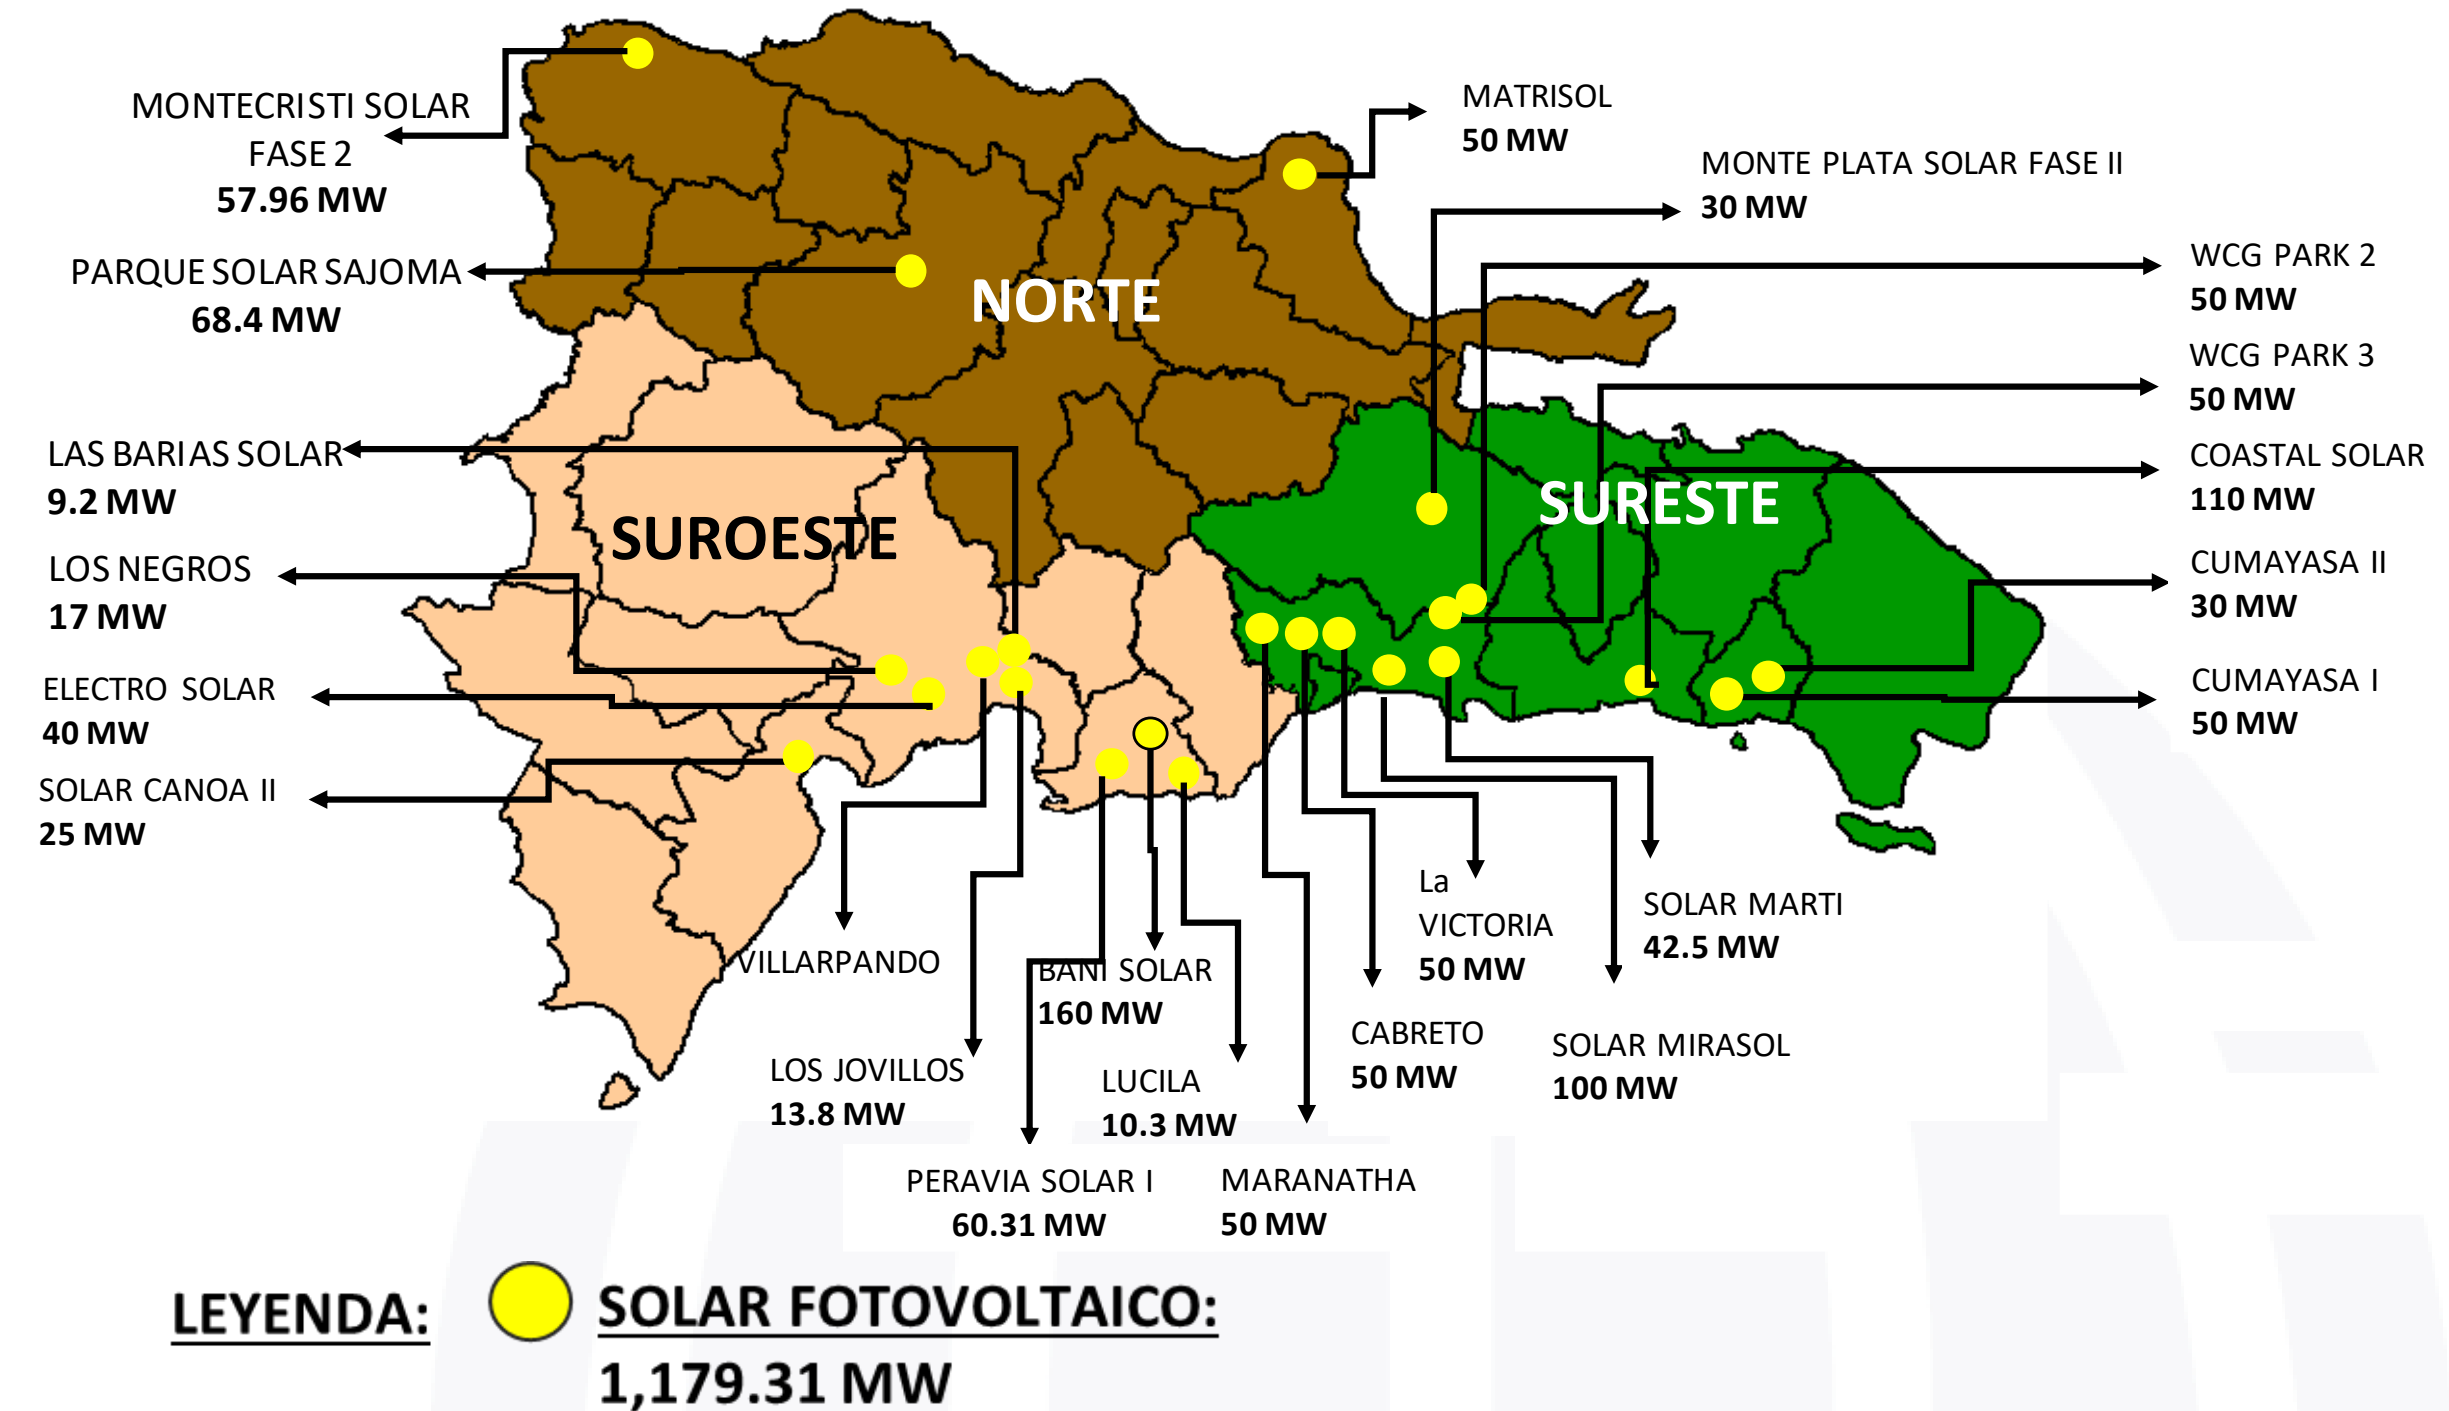 MONTECRISTI SOLAR
FASE 2
57.96 MW
PARQUE SOLAR SAJOMA
68.4 MW
LAS BARIAS SOLAR
9.2 MW
LOS NEGROS
17 MW
ELECTRO SOLAR
40 MW
SOLAR CANOA II
25 MW
NORTE
SUROESTE
SURESTE
MATRISOL
50 MW
MONTE PLATA SOLAR FASE II
30 MW
WCG PARK 2
50 MW
WCG PARK 3
50 MW
COASTAL SOLAR
110 MW
CUMAYASA II
30 MW
CUMAYASA I
50 MW
VILLARPANDO
LOS JOVILLOS
13.8 MW
BANI SOLAR
160 MW
LUCILA
10.3 MW
PERAVIA SOLAR I
60.31 MW
MARANATHA
50 MW
CABRETO
50 MW
La
VICTORIA
50 MW
SOLAR MARTI
42.5 MW
SOLAR MIRASOL
100 MW
LEYENDA:
SOLAR FOTOVOLTAICO:
1,179.31 MW